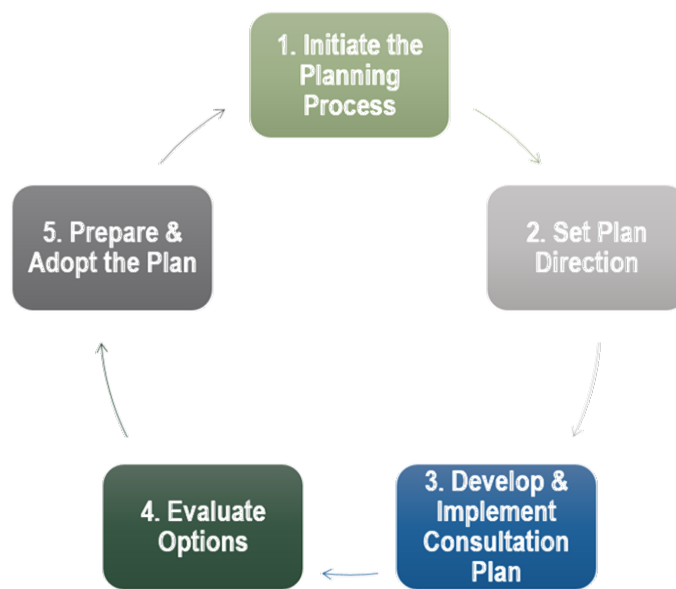 1. Initiate the
Planning
Process
2. Set Plan
Direction
3. Develop &
Implement
Consultation
Plan
4. Evaluate
Options
5. Prepare &
Adopt the Plan